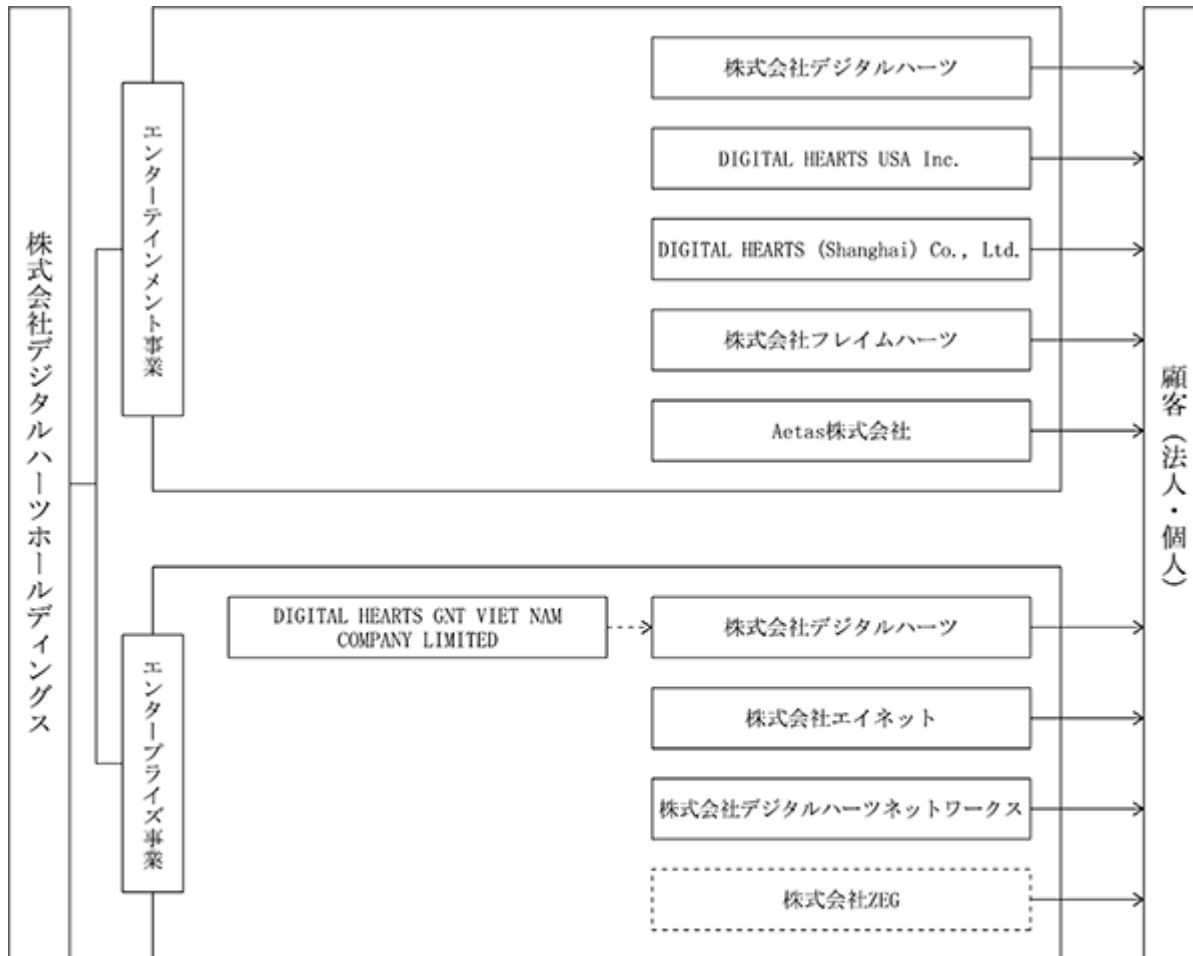 株式会社デジタルハーツホールディングス
エンターテインメント事業
株式会社デジタルハーツ
DIGITAL HEARTS USA Inc.
DIGITAL HEARTS (Shanghai) Co., Ltd.
株式会社フレイムハーツ
Aetas株式会社
エンタープライズ事業
DIGITAL HEARTS GNT VIET NAM
COMPANY LIMITED
株式会社デジタルハーツ
株式会社エイネット
株式会社デジタルハーツネットワークス
株式会社ZEG
顧客(法人・個人)